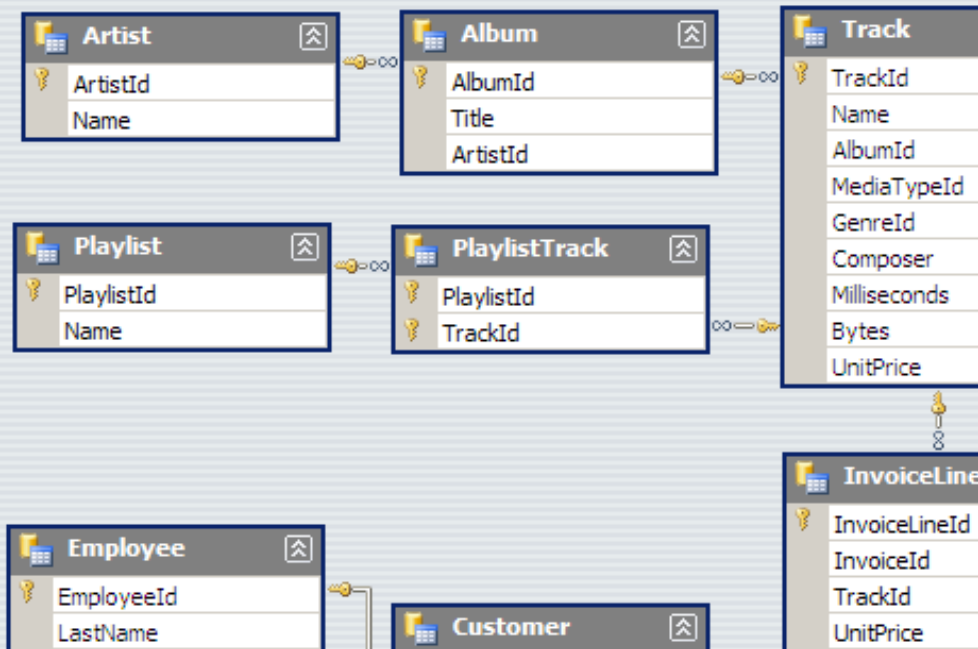 Artist
ArtistId
Name
Album
AlbumId
Title
ArtistId
Track
TrackId
Name
AlbumId
MediaTypeId
GenreId
Composer
Milliseconds
Bytes
UnitPrice
Playlist
PlaylistId
Name
PlaylistTrack
PlaylistId
TrackId
InvoiceLine
InvoiceLineId
InvoiceId
TrackId
UnitPrice
Employee
EmployeeId
LastName
Customer